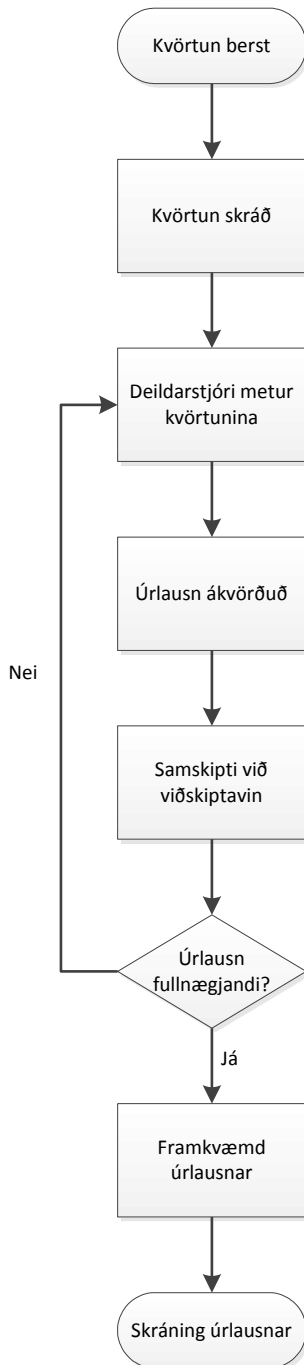 Kvörtun berst
Kvörtun skráð
Deildarstjóri metur
kvörtunina
Úrlausn ákvörðuð
Nei
Samskipti við
viðskiptavin
Úrlausn
fullnægjandi?
Já
Framkvæmd
úrlausnar
Skráning úrlausnar